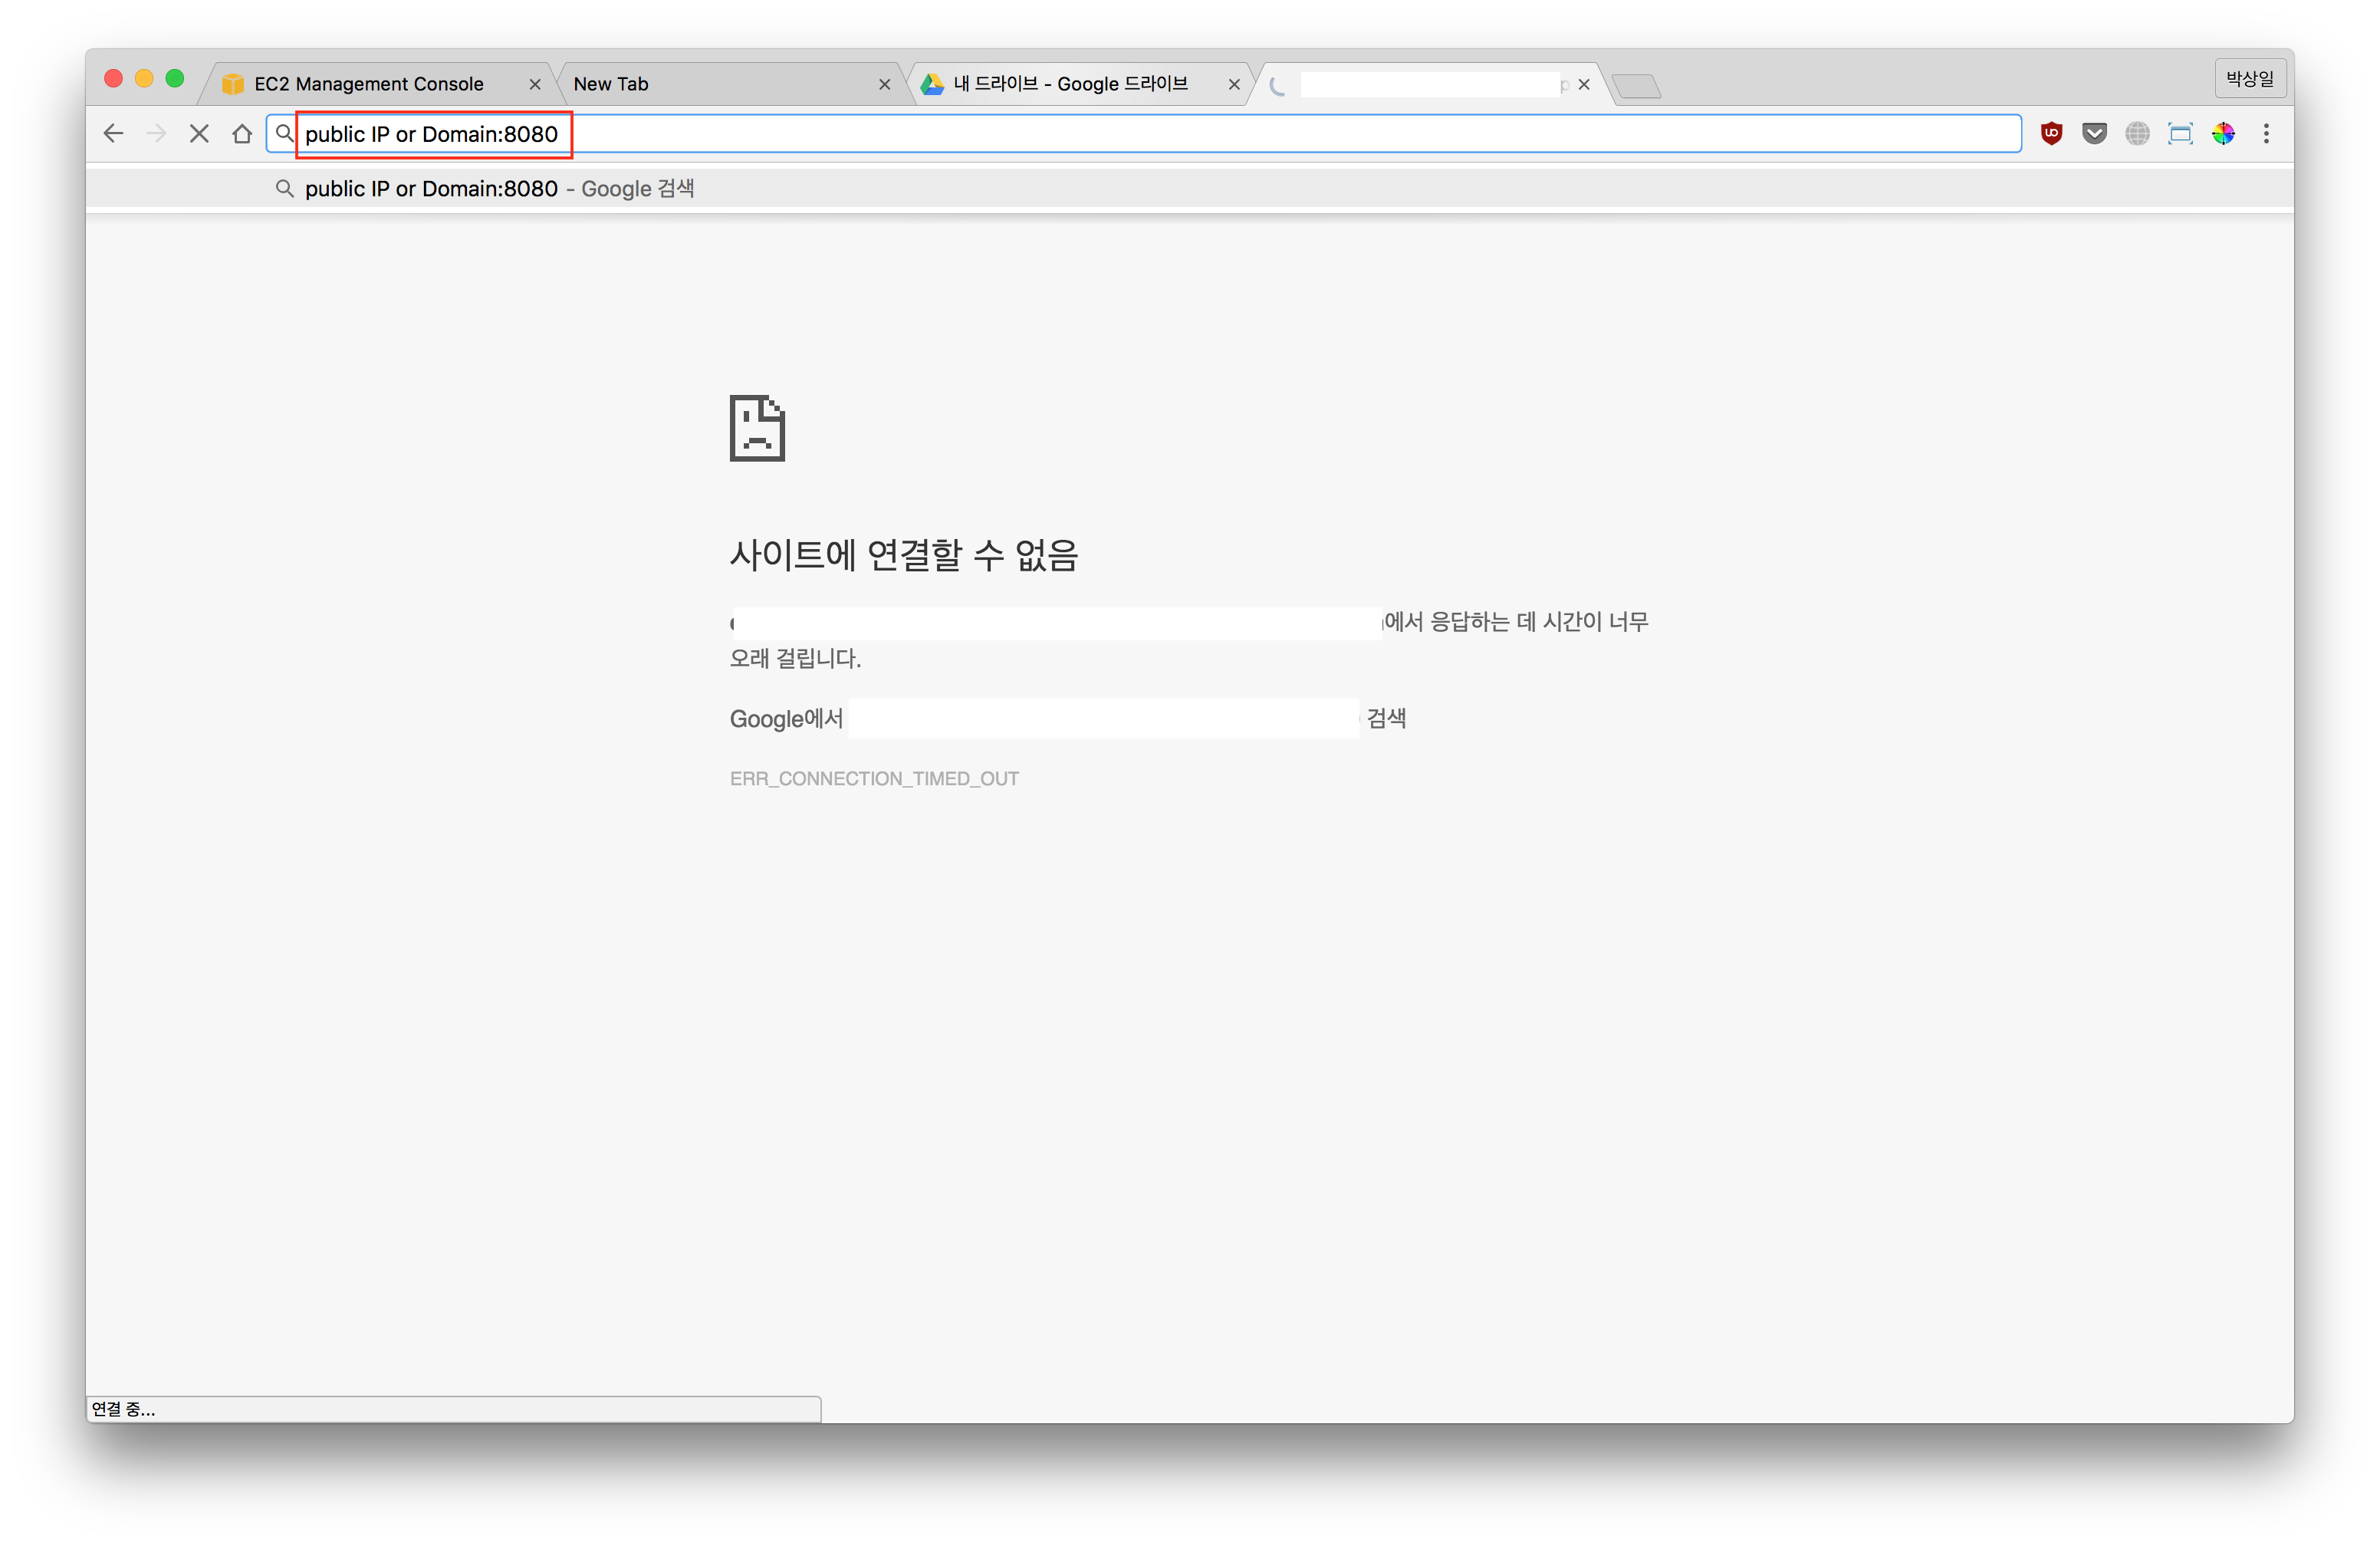 EC2 Management Console
New Tab
내 드라이브 - Google 드라이브
박상일
public IP or Domain:8080
public IP or Domain:8080 - Google 검색
사이트에 연결할 수 없음
에서 응답하는 데 시간이 너무
오래 걸립니다.
Google에서 검색
ERR_CONNECTION_TIMED_OUT
연결 중...